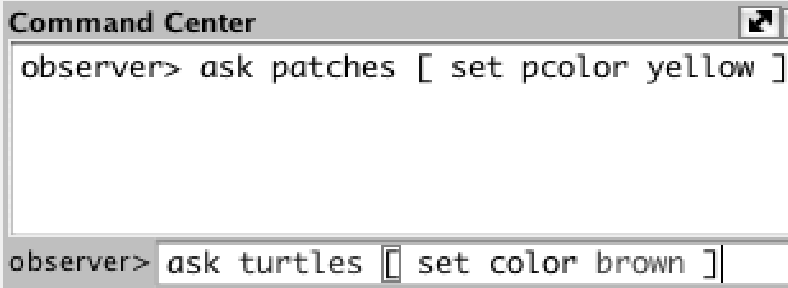 Command Center
observer> ask patches [ set pcolor yellow ]
observer> ask turtles [ set color brown ]